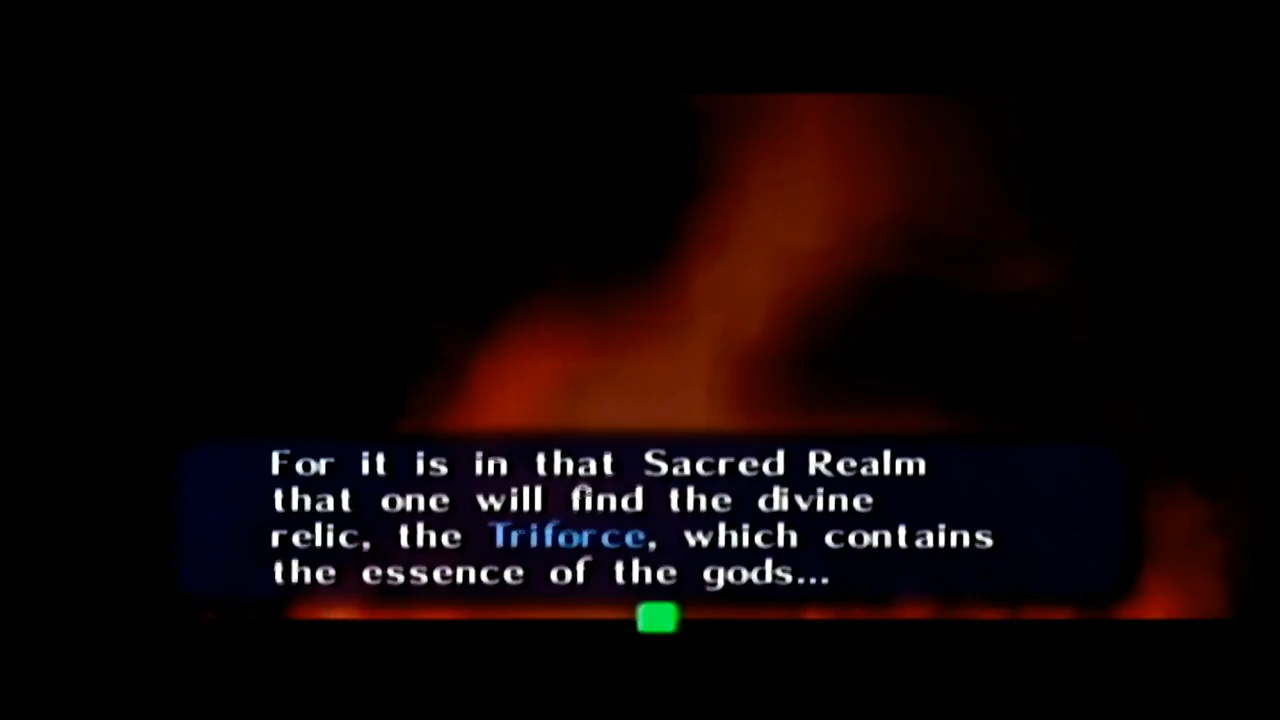 For it is in that Sacred Realm
that one will find the divine
relic, the Triforce, which contains
the essence of the gods...